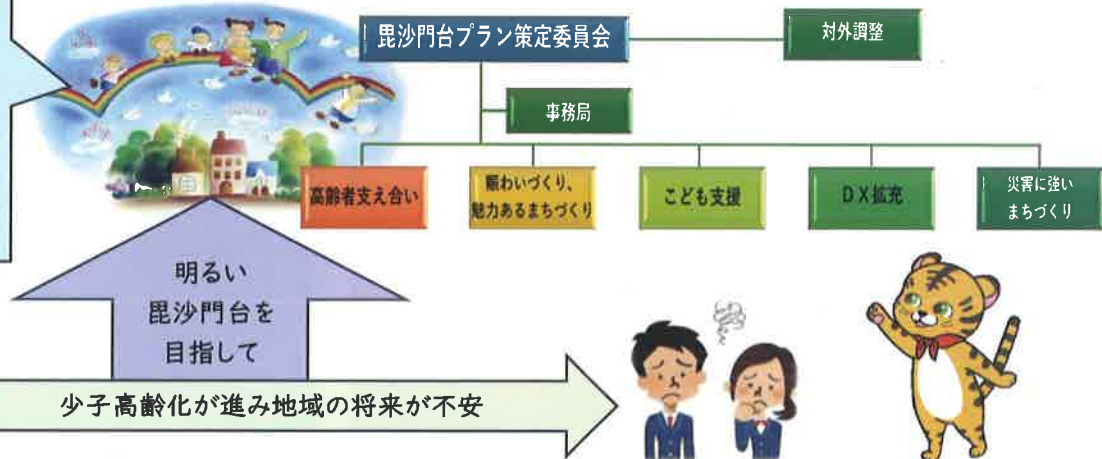 毘沙門台プラン策定委員会
対外調整
事務局
高齢者支え合い
賑わいづくり、
魅力あるまちづくり
こども支援
DX拡充
災害に強い
まちづくり
明るい
毘沙門台を
目指して
少子高齢化が進み地域の将来が不安